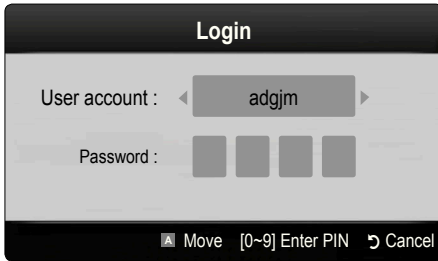 Login
User account : adgjm
Password :
A Move [0~9] Enter PIN Cancel